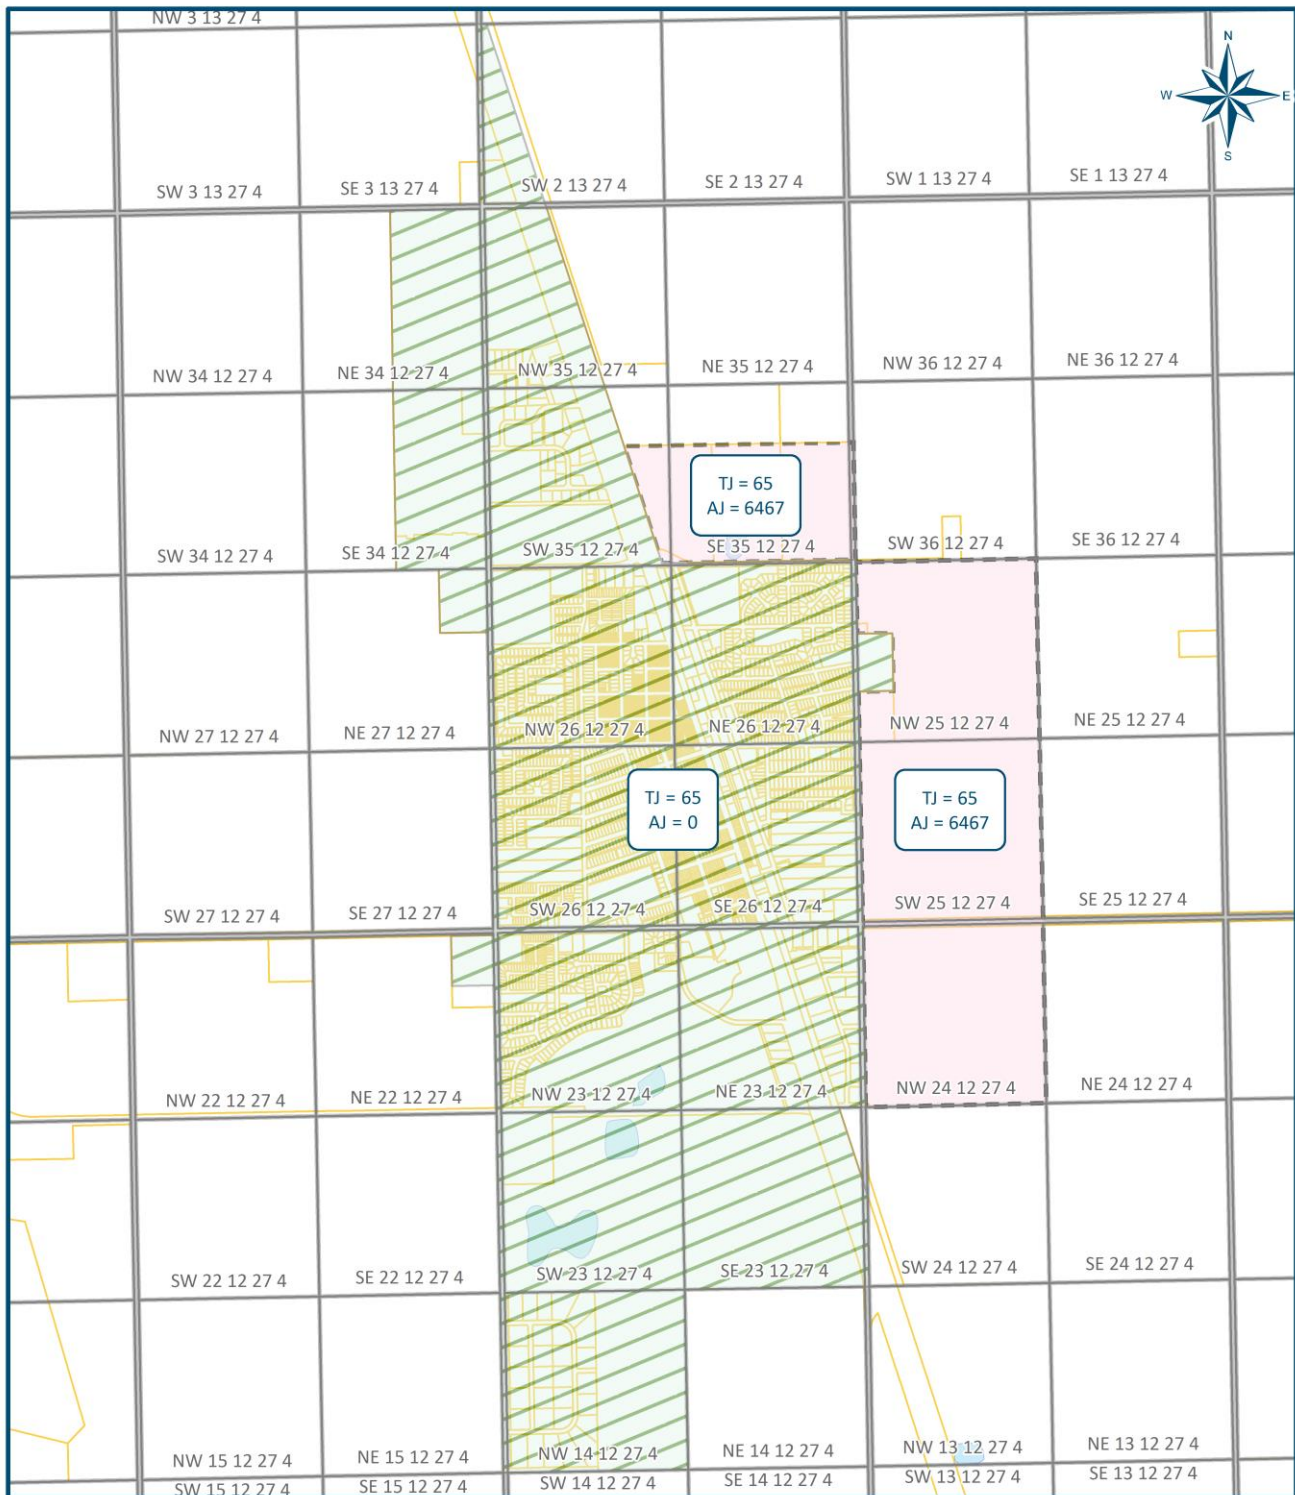 NW 3 13 27 4
N
W
E
S
SW 3 13 27 4
SE 3 13 27 4
SW 2 13 27 4
SE 2 13 27 4
SW 1 13 27 4
SE 1 13 27 4
NW 34 12 27 4
NE 34 12 27 4
NW 35 12 27 4
NE 35 12 27 4
NW 36 12 27 4
NE 36 12 27 4
TJ = 65
AJ = 6467
SW 34 12 27 4
SE 34 12 27 4
SW 35 12 27 4
SE 35 12 27 4
SW 36 12 27 4
SE 36 12 27 4
NW 27 12 27 4
NE 27 12 27 4
NW 26 12 27 4
NE 26 12 27 4
NW 25 12 27 4
NE 25 12 27 4
TJ = 65
AJ = 0
TJ = 65
AJ = 6467
SW 27 12 27 4
SE 27 12 27 4
SW 26 12 27 4
SE 26 12 27 4
SW 25 12 27 4
SE 25 12 27 4
NW 22 12 27 4
NE 22 12 27 4
NW 23 12 27 4
NE 23 12 27 4
NW 24 12 27 4
NE 24 12 27 4
SW 22 12 27 4
SE 22 12 27 4
SW 23 12 27 4
SE 23 12 27 4
SW 24 12 27 4
SE 24 12 27 4
NW 15 12 27 4
NE 15 12 27 4
NW 14 12 27 4
NE 14 12 27 4
NW 13 12 27 4
NE 13 12 27 4
SW 15 12 27 4
SE 15 12 27 4
SW 14 12 27 4
SE 14 12 27 4
SW 13 12 27 4
SE 13 12 27 4